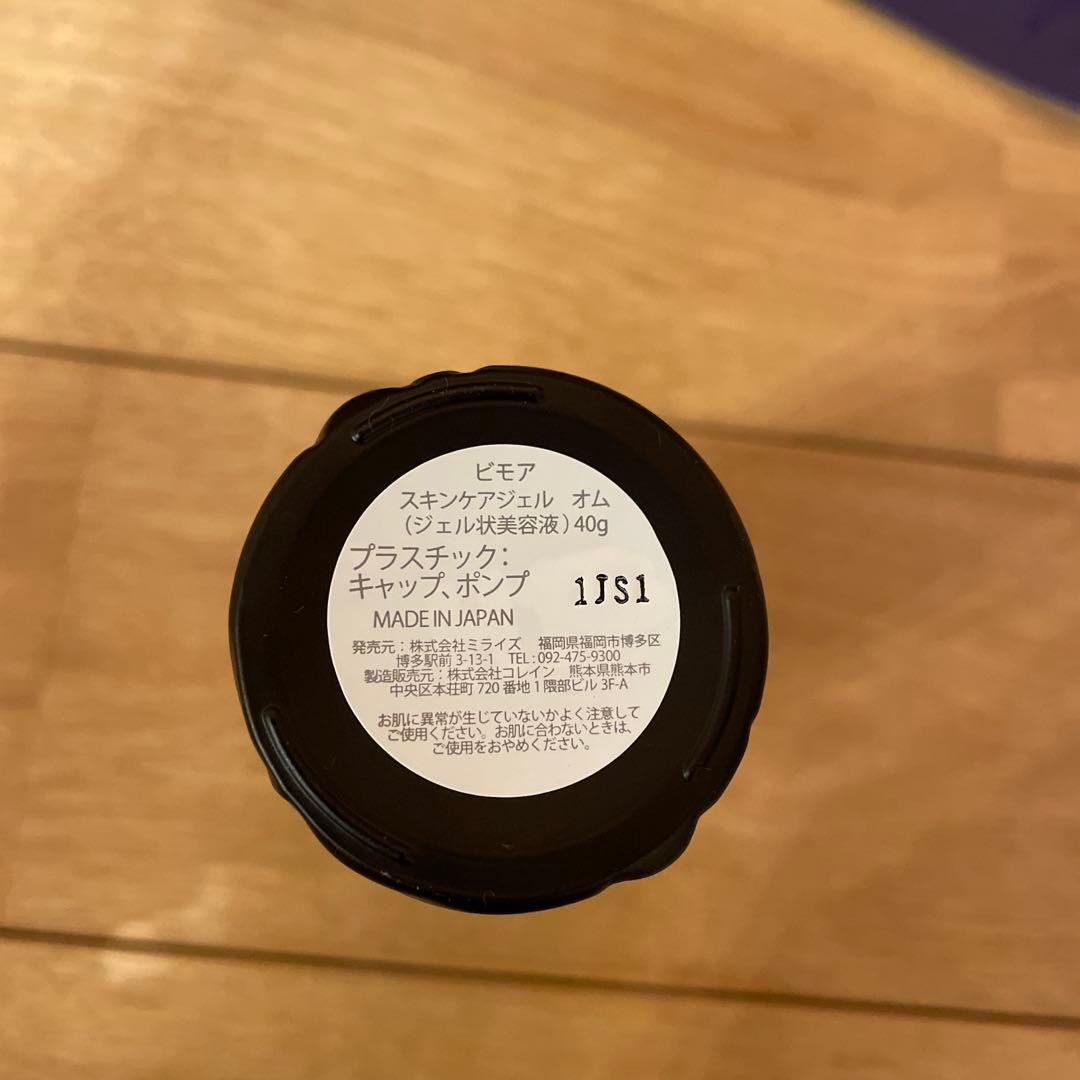 ビモア
スキンケアジェル　オム
（ジェル状美容液）40g
プラスチック：
キャップ、ポンプ
1JS1
MADE IN JAPAN
発売元：株式会社ミライズ　福岡県福岡市博多区
博多駅前 3-13-1　TEL：092-475-9300
製造販売元：株式会社コレイン　熊本県熊本市
中央区本荘町 720 番地 1 隈部ビル 3F-A
お肌に異常が生じていないかよく注意して
ご使用ください。お肌に合わないときは、
ご使用をおやめください。